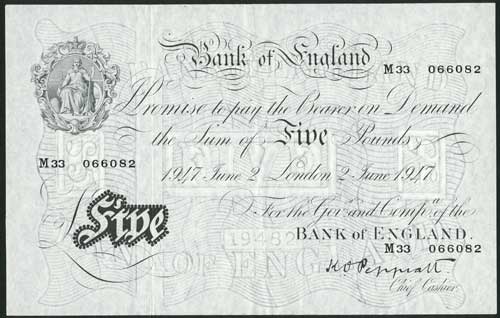 Bank of England
M33 066082
I Promise to pay the Bearer on Demand
the Sum of Five Pounds
M33 066082
1947 June 2 London 2 June 1947
For the Govr. and Compa. of the
Five
BANK of ENGLAND.
M33 066082
K O Peppiatt
Chief Cashier.